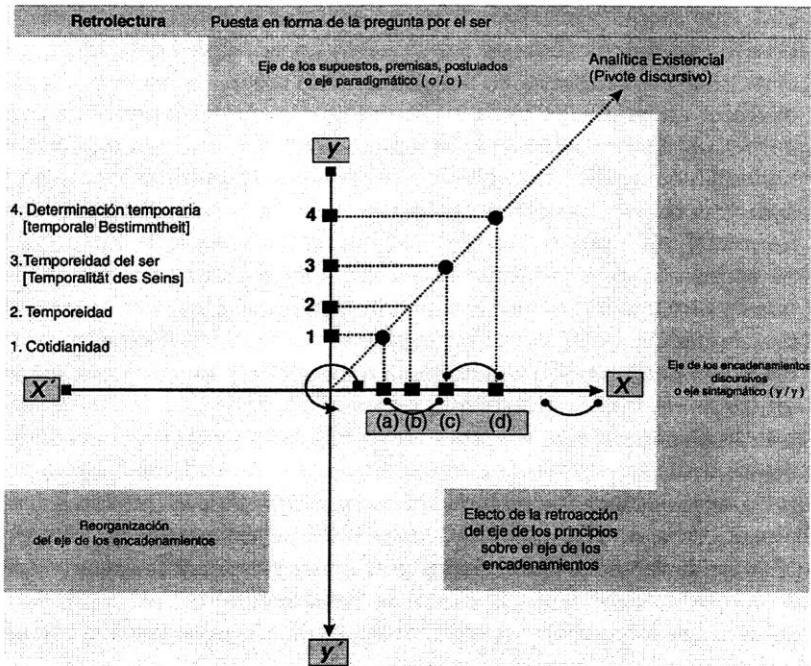 Retrolectura Puesta en forma de la pregunta por el ser
Eje de los supuestos, premisas, postulados
o eje paradigmático ( o / o )
Analítica Existencial
(Pivote discursivo)
y
4. Determinación temporaria
[temporale Bestimmtheit]
3.Temporeidad del ser
[Temporalität des Seins]
2. Temporeidad
1. Cotidianidad
4
3
2
1
X´
X
Eje de los encadenamientos
discursivos
o eje sintagmático ( y / y )
(a) (b) (c) (d)
Reorganización
del eje de los encadenamientos
Efecto de la retroacción
del eje de los principios
sobre el eje de los
encadenamientos
y´